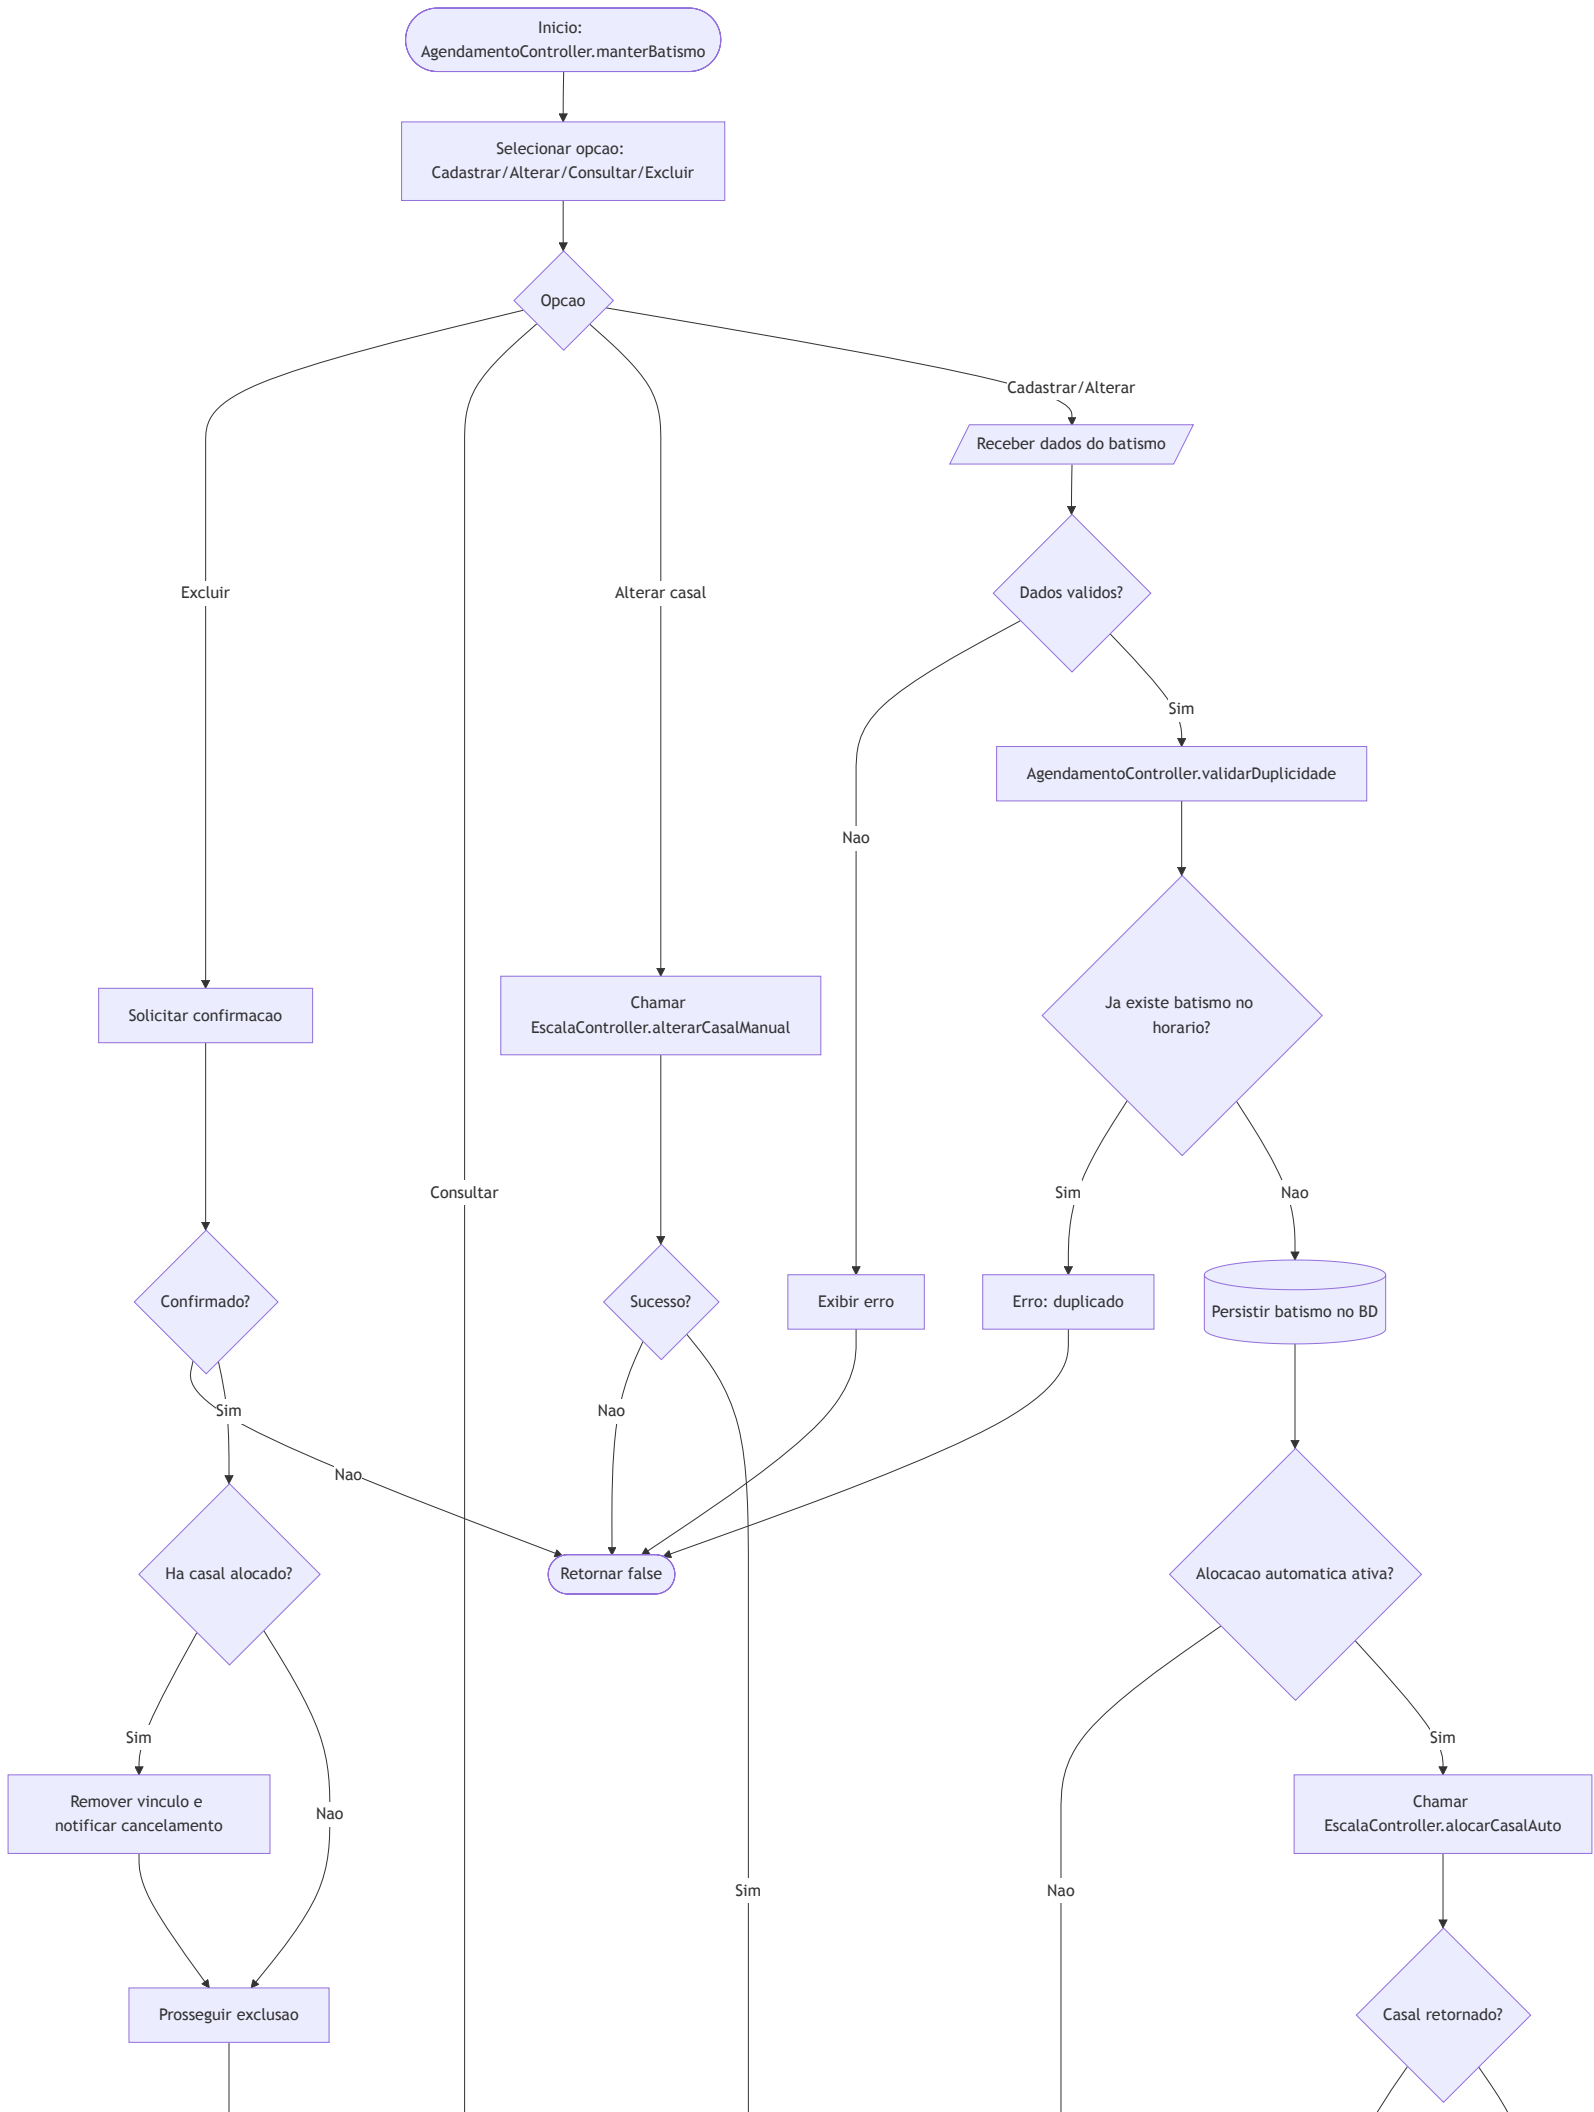 Inicio:
AgendamentoController.manterBatismo
Selecionar opcao:
Cadastrar/Alterar/Consultar/Excluir
Opcao
Cadastrar/Alterar
Receber dados do batismo
Excluir
Alterar casal
Dados validos?
Sim
AgendamentoController.validarDuplicidade
Nao
Solicitar confirmacao
Chamar
EscalaController.alterarCasalManual
Ja existe batismo no
horario?
Consultar
Sim
Nao
Confirmado?
Sucesso?
Exibir erro
Erro: duplicado
Persistir batismo no BD
Sim
Nao
Nao
Ha casal alocado?
Retornar false
Alocacao automatica ativa?
Sim
Sim
Remover vinculo e
notificar cancelamento
Nao
Chamar
EscalaController.alocarCasalAuto
Sim
Nao
Prosseguir exclusao
Casal retornado?